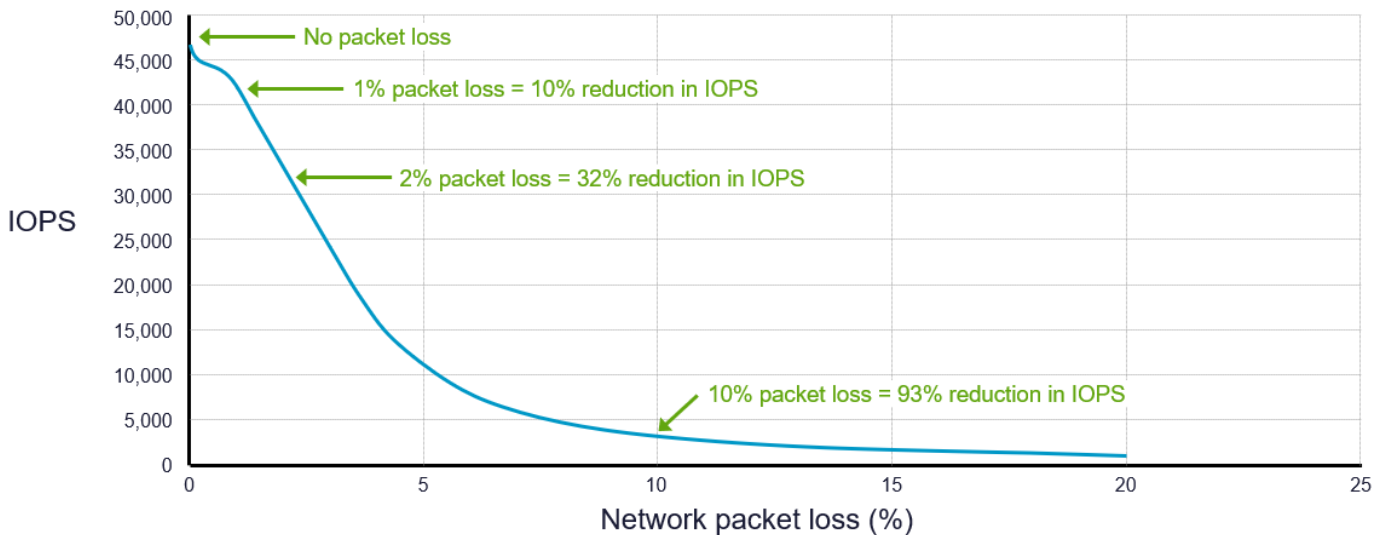 50,000
No packet loss
45,000
1% packet loss = 10% reduction in IOPS
40,000
35,000
2% packet loss = 32% reduction in IOPS
30,000
IOPS
25,000
20,000
15,000
10,000
10% packet loss = 93% reduction in IOPS
5,000
0
0 5 10 15 20 25
Network packet loss (%)